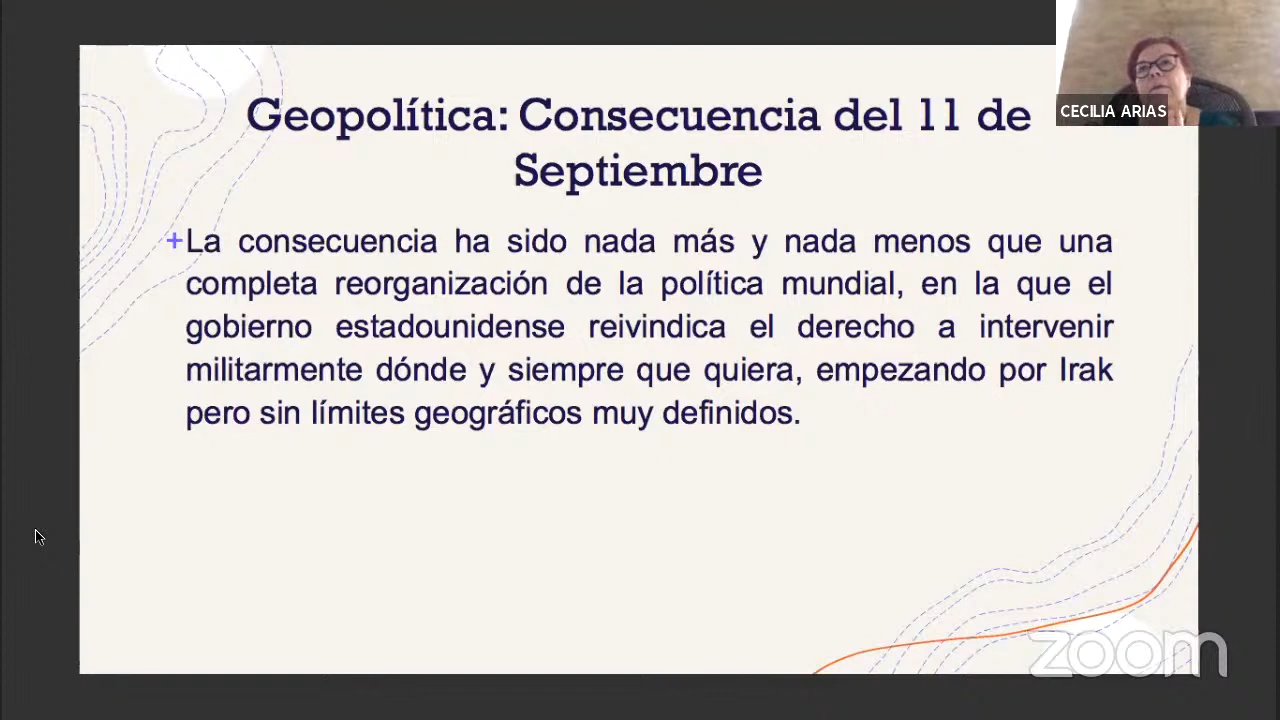 Geopolítica: Consecuencia del 11 de
Septiembre
CECILIA ARIAS
+La consecuencia ha sido nada más y nada menos que una
completa reorganización de la política mundial, en la que el
gobierno estadounidense reivindica el derecho a intervenir
militarmente dónde y siempre que quiera, empezando por Irak
pero sin límites geográficos muy definidos.
zoom